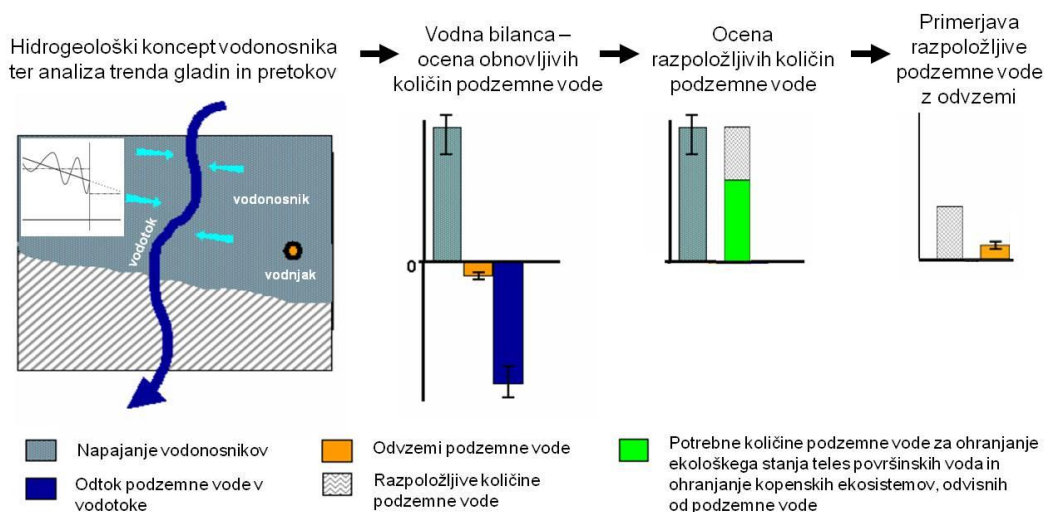 Hidrogeološki koncept vodonosnika
ter analiza trenda gladin in pretokov
Vodna bilanca –
ocena obnovljivih
količin podzemne vode
Ocena
razpoložljivih količin
podzemne vode
Primerjava
razpoložljive
podzemne vode
z odvzemi
vodonosnik
vodotok
vodnjak
0
Napajanje vodonosnikov
Odtok podzemne vode v
vodotoke
Odvzemi podzemne vode
Razpoložljive količine
podzemne vode
Potrebne količine podzemne vode za ohranjanje
ekološkega stanja teles površinskih voda in
ohranjanje kopenskih ekosistemov, odvisnih
od podzemne vode